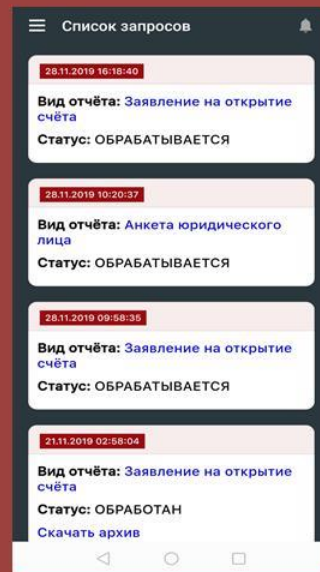 Список запросов
28.11.2019 16:18:40
Вид отчёта: Заявление на открытие
счёта
Статус: ОБРАБАТЫВАЕТСЯ
28.11.2019 10:20:37
Вид отчёта: Анкета юридического
лица
Статус: ОБРАБАТЫВАЕТСЯ
28.11.2019 09:58:35
Вид отчёта: Заявление на открытие
счёта
Статус: ОБРАБАТЫВАЕТСЯ
21.11.2019 02:58:04
Вид отчёта: Заявление на открытие
счёта
Статус: ОБРАБОТАН
Скачать архив